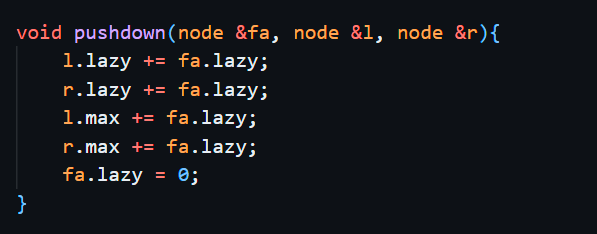 void pushdown(node &fa, node &l, node &r){
    l.lazy += fa.lazy;
    r.lazy += fa.lazy;
    l.max += fa.lazy;
    r.max += fa.lazy;
    fa.lazy = 0;
}